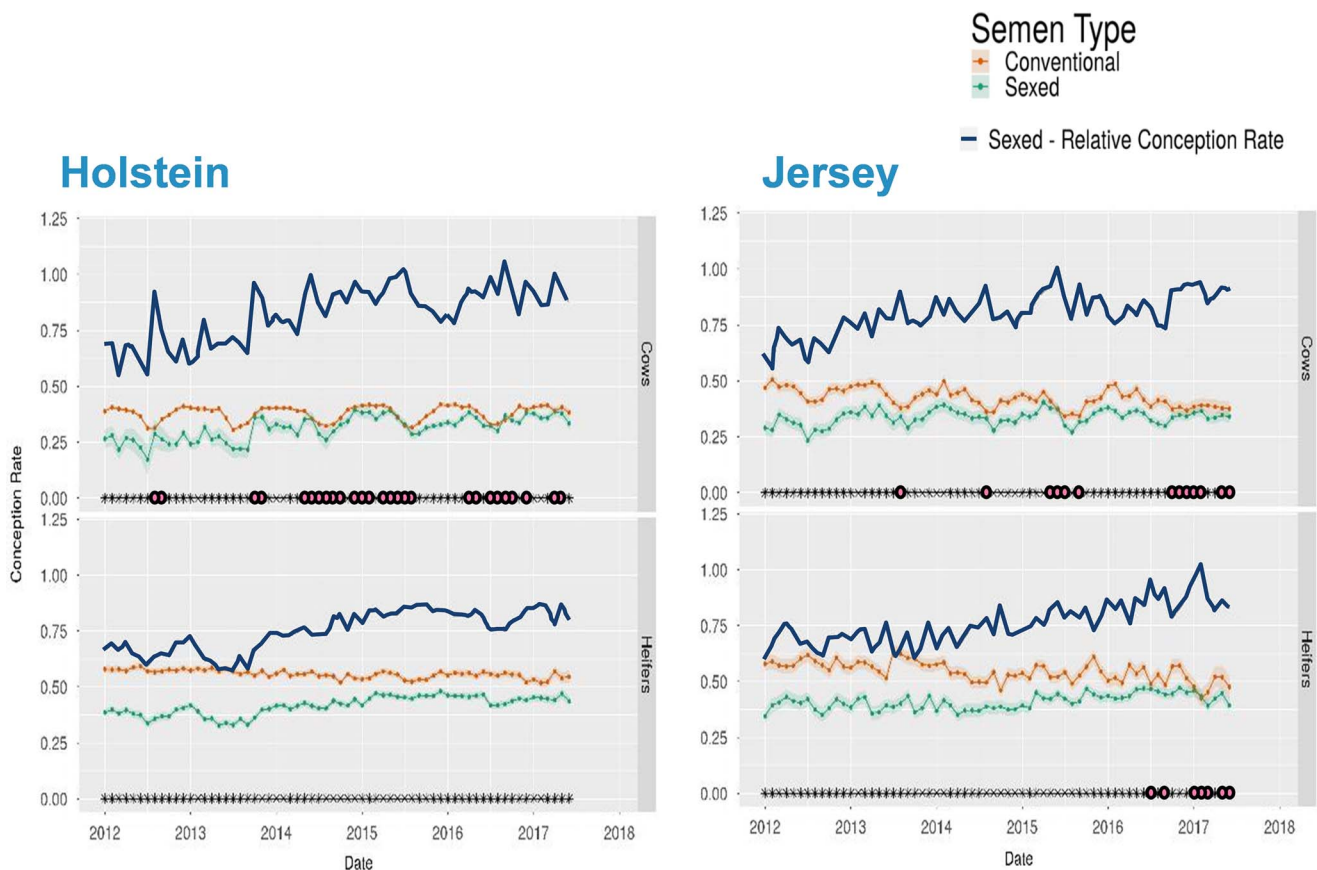 Semen Type
Conventional
Sexed
Sexed - Relative Conception Rate
Holstein
Jersey
Conception Rate
1.25
1.00
0.75
0.50
0.25
0.00
Cows
1.25
1.00
0.75
0.50
0.25
0.00
Heifers
2012 2013 2014 2015 2016 2017 2018
Date
1.25
1.00
0.75
0.50
0.25
0.00
Cows
1.25
1.00
0.75
0.50
0.25
0.00
Heifers
2012 2013 2014 2015 2016 2017 2018
Date